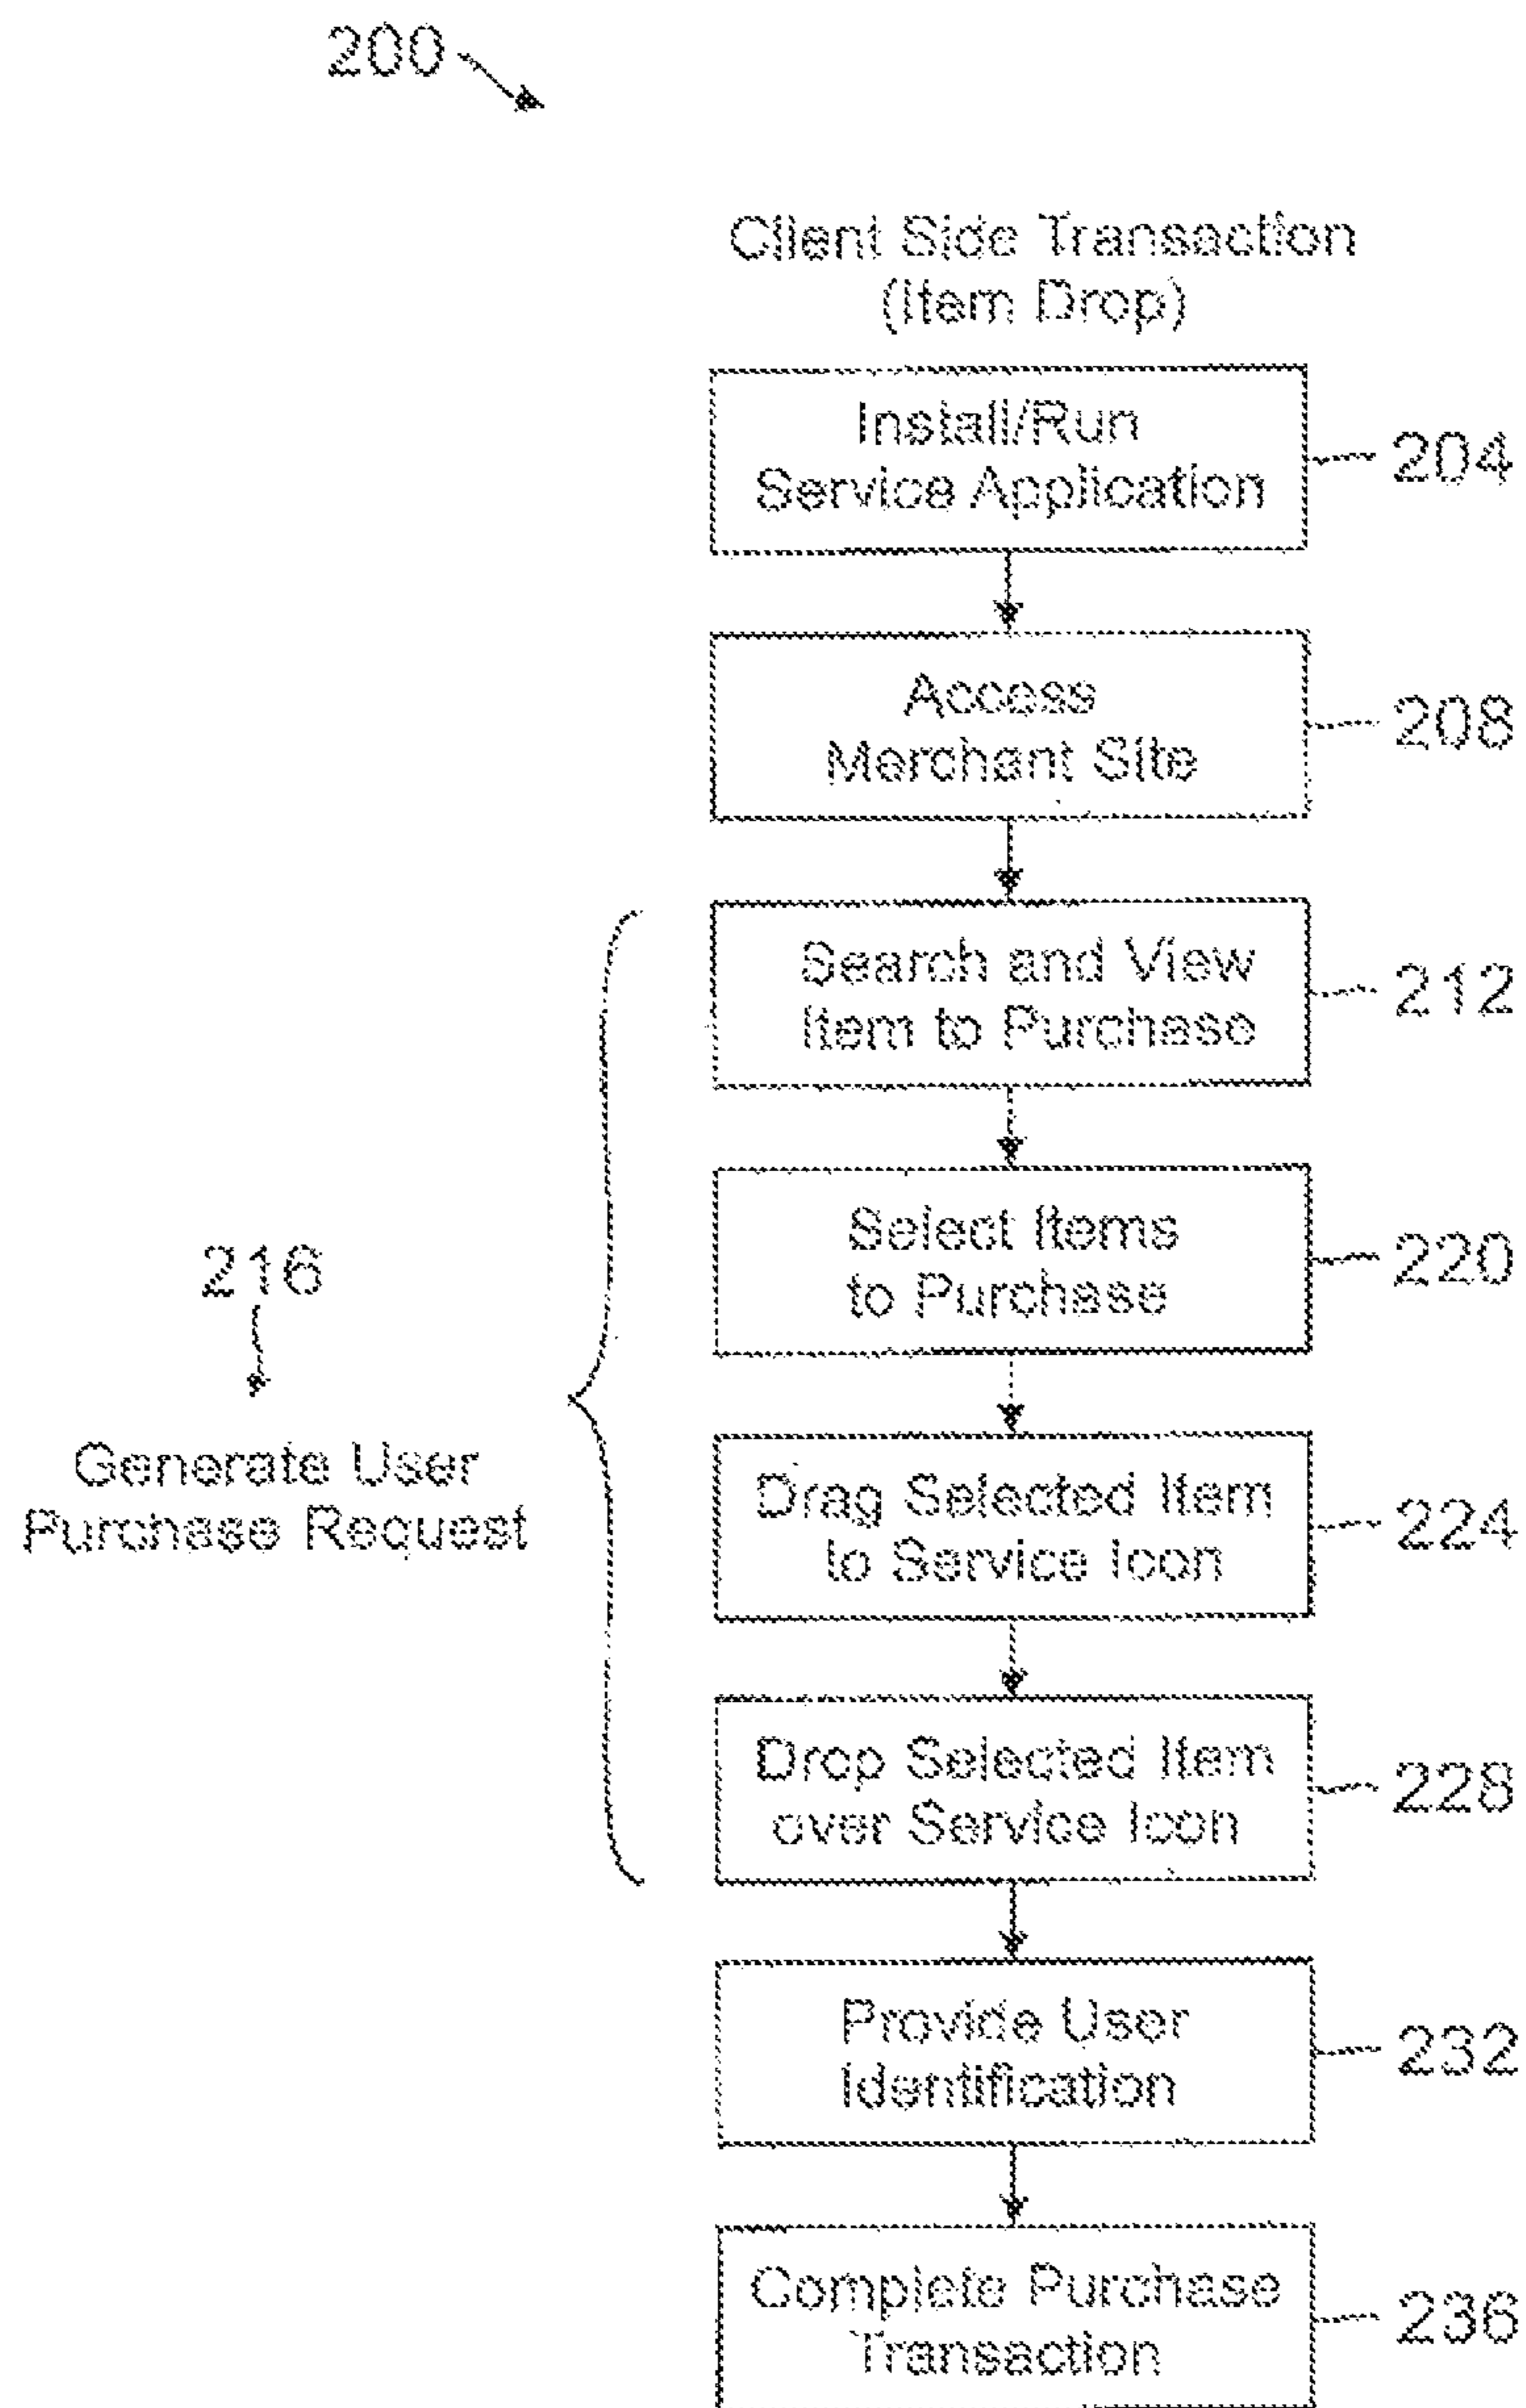 200
Client Side Transaction
(Item Drop)
Install/Run
Service Application
204
Access
Merchant Site
208
Search and View
Item to Purchase
212
Select Items
to Purchase
220
216
Generate User
Purchase Request
Drag Selected Item
to Service Icon
224
Drop Selected Item
over Service Icon
228
Provide User
Identification
232
Complete Purchase
Transaction
236